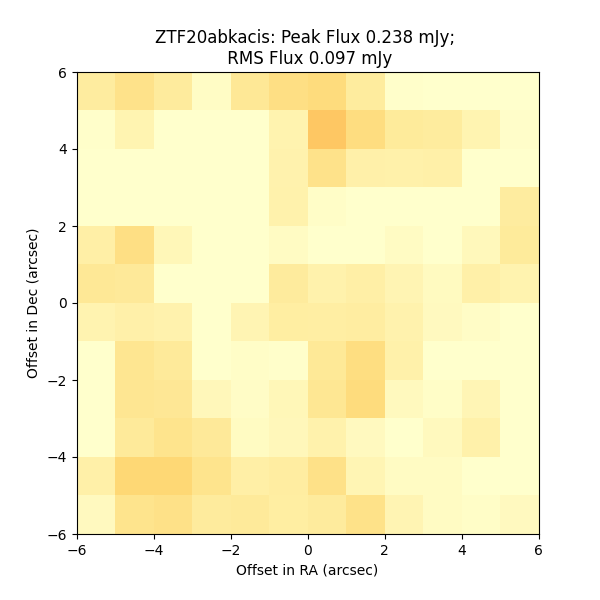 ZTF20abkacis: Peak Flux 0.238 mJy;
RMS Flux 0.097 mJy
6
4
2
0
−2
−4
−6
Offset in Dec (arcsec)
−6 −4 −2 0 2 4 6
Offset in RA (arcsec)